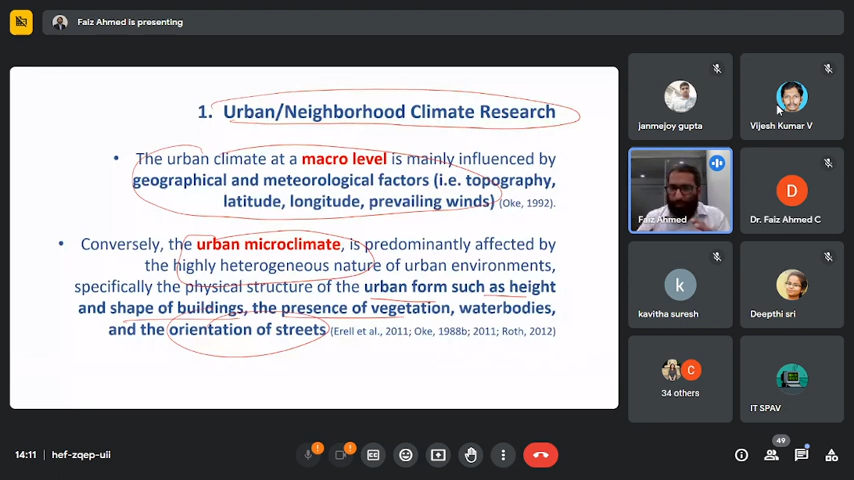 Faiz Ahmed is presenting
1. Urban/Neighborhood Climate Research
• The urban climate at a macro level is mainly influenced by
geographical and meteorological factors (i.e. topography,
latitude, longitude, prevailing winds) (Oke, 1992).
• Conversely, the urban microclimate, is predominantly affected by
the highly heterogeneous nature of urban environments,
specifically the physical structure of the urban form such as height
and shape of buildings, the presence of vegetation, waterbodies,
and the orientation of streets (Erell et al., 2011; Oke, 1988b; 2011; Roth, 2012)
janmejoy gupta
Vijesh Kumar V
Faiz Ahmed
D
Dr. Faiz Ahmed C
k
kavitha suresh
Deepthi sri
C
34 others
IT SPAV
14:11 hef-zqep-uii
49